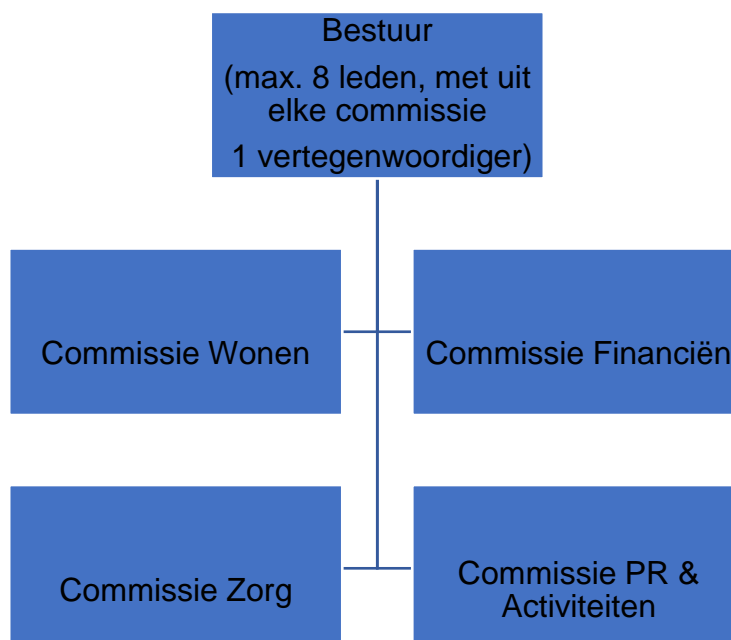 Bestuur
(max. 8 leden, met uit
elke commissie
1 vertegenwoordiger)
Commissie Wonen
Commissie Financiën
Commissie Zorg
Commissie PR &
Activiteiten